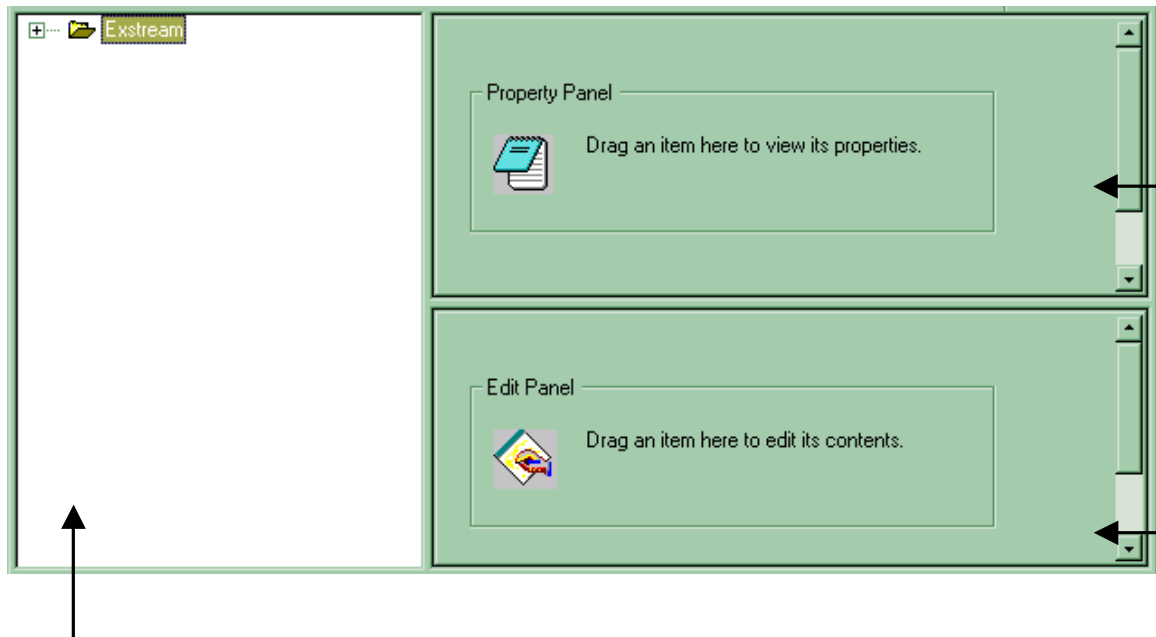 Exstream
Property Panel
Drag an item here to view its properties.
Edit Panel
Drag an item here to edit its contents.